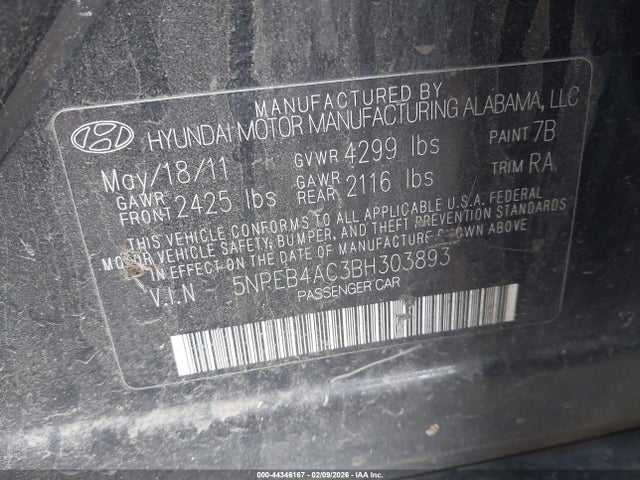 MANUFACTURED BY
HYUNDAI MOTOR MANUFACTURING ALABAMA, LLC
May/18/11 GVWR 4299 lbs PAINT 7B
GAWR FRONT 2425 lbs GAWR REAR 2116 lbs TRIM RA
THIS VEHICLE CONFORMS TO ALL APPLICABLE U.S.A. FEDERAL
MOTOR VEHICLE SAFETY, BUMPER, AND THEFT PREVENTION STANDARDS
IN EFFECT ON THE DATE OF MANUFACTURE SHOWN ABOVE.
V.I.N 5NPEB4AC3BH303893
PASSENGER CAR
000-44346167 - 02/09/2026 - IAA Inc.